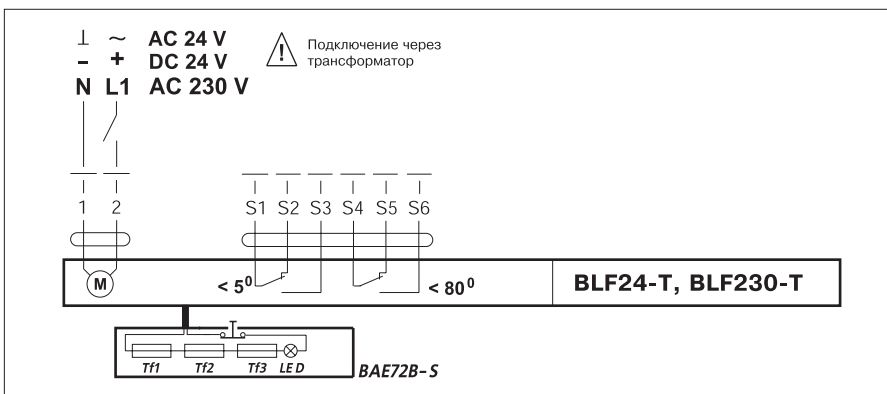 ⊥ ~ AC 24 V
– + DC 24 V
N L1 AC 230 V
Подключение через
трансформатор
1 2 S1 S2 S3 S4 S5 S6
M < 5⁰ < 80⁰ BLF24-T, BLF230-T
Tf1 Tf2 Tf3 LE D
BAE72B-S